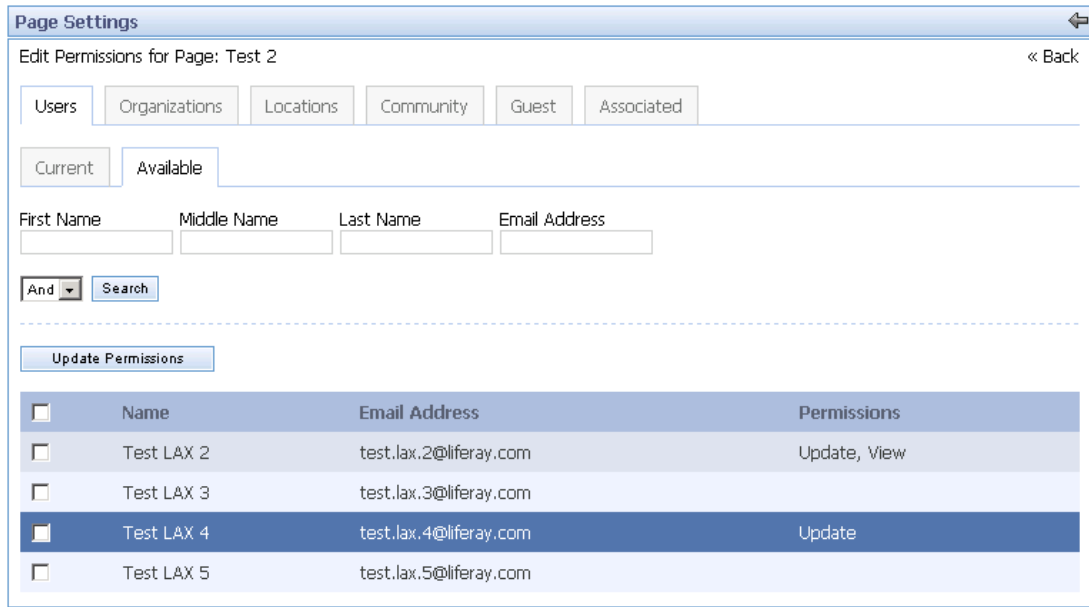 Page Settings
Edit Permissions for Page: Test 2 « Back
Users Organizations Locations Community Guest Associated
Current Available
First Name Middle Name Last Name Email Address
And Search
Update Permissions
Name Email Address Permissions
Test LAX 2 test.lax.2@liferay.com Update, View
Test LAX 3 test.lax.3@liferay.com
Test LAX 4 test.lax.4@liferay.com Update
Test LAX 5 test.lax.5@liferay.com